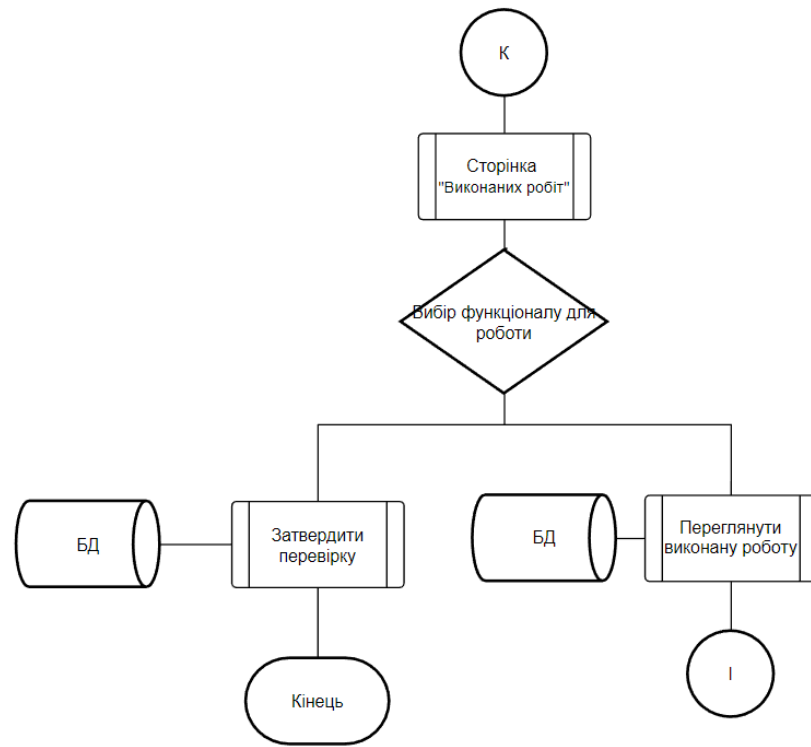 К
Сторінка
"Виконаних робіт"
Вибір функціоналу для
роботи
БД
Затвердити
перевірку
БД
Переглянути
виконану роботу
Кінець
І